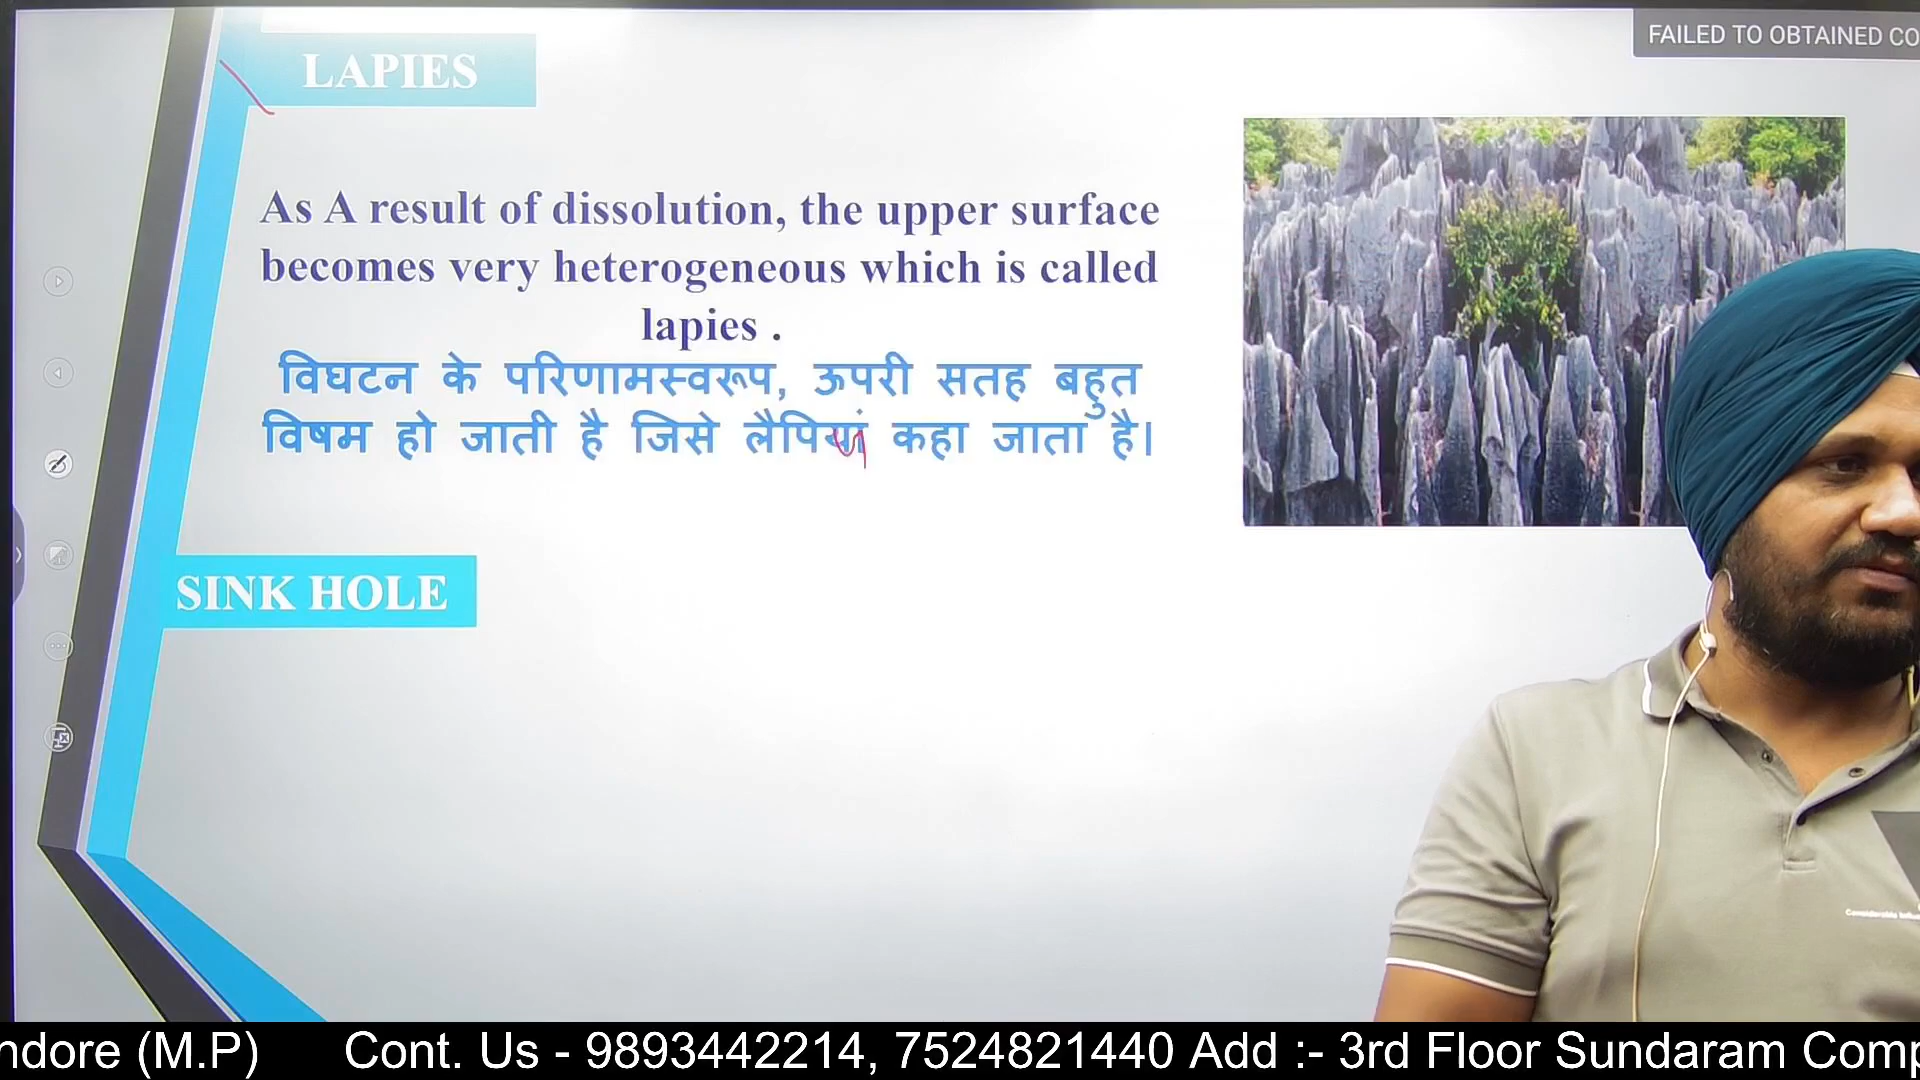 FAILED TO OBTAINED CO
LAPIES
As A result of dissolution, the upper surface
becomes very heterogeneous which is called
lapies .
विघटन के परिणामस्वरूप, ऊपरी सतह बहुत
विषम हो जाती है जिसे लैपियां कहा जाता है।
SINK HOLE
ndore (M.P) Cont. Us - 9893442214, 7524821440 Add :- 3rd Floor Sundaram Comp